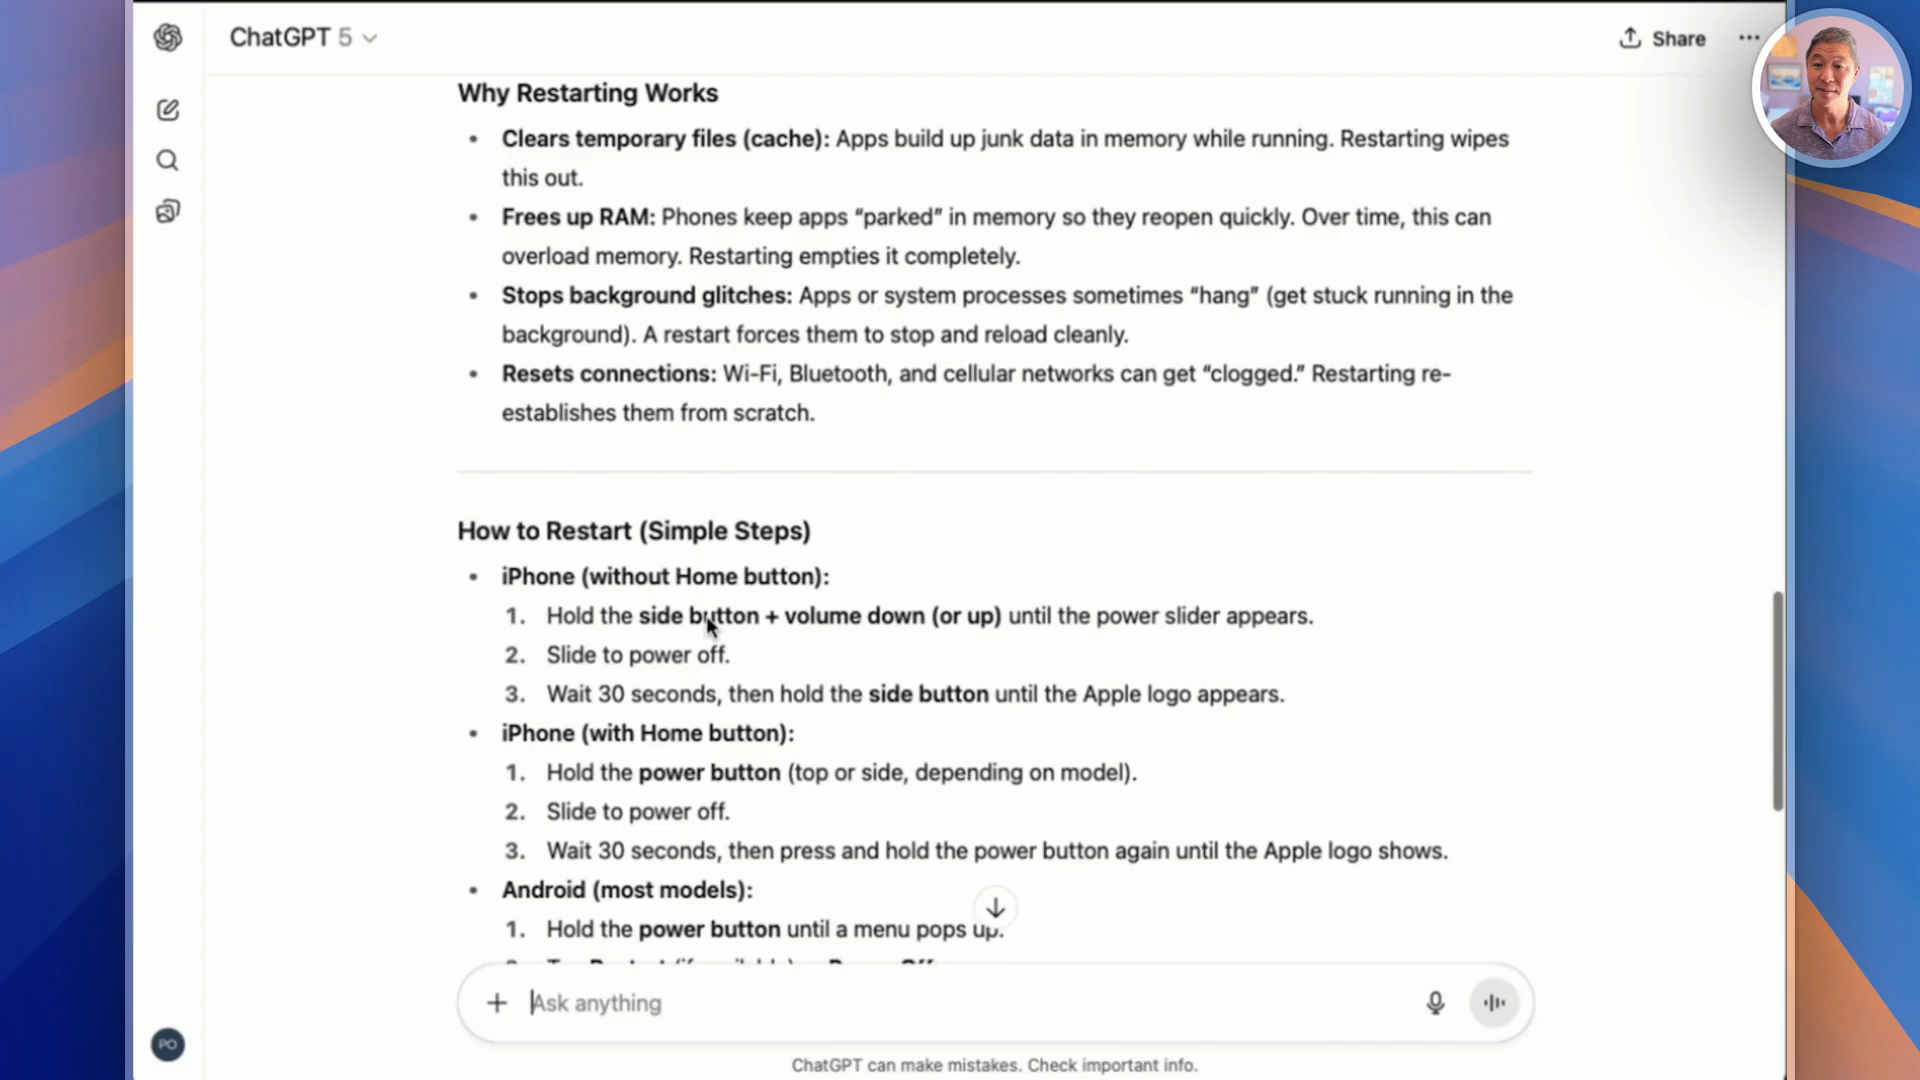 ChatGPT 5
Share
Why Restarting Works
• Clears temporary files (cache): Apps build up junk data in memory while running. Restarting wipes
this out.
• Frees up RAM: Phones keep apps “parked” in memory so they reopen quickly. Over time, this can
overload memory. Restarting empties it completely.
• Stops background glitches: Apps or system processes sometimes “hang” (get stuck running in the
background). A restart forces them to stop and reload cleanly.
• Resets connections: Wi-Fi, Bluetooth, and cellular networks can get “clogged.” Restarting re-
establishes them from scratch.
How to Restart (Simple Steps)
• iPhone (without Home button):
1. Hold the side button + volume down (or up) until the power slider appears.
2. Slide to power off.
3. Wait 30 seconds, then hold the side button until the Apple logo appears.
• iPhone (with Home button):
1. Hold the power button (top or side, depending on model).
2. Slide to power off.
3. Wait 30 seconds, then press and hold the power button again until the Apple logo shows.
• Android (most models):
1. Hold the power button until a menu pops up.
Ask anything
PO
ChatGPT can make mistakes. Check important info.